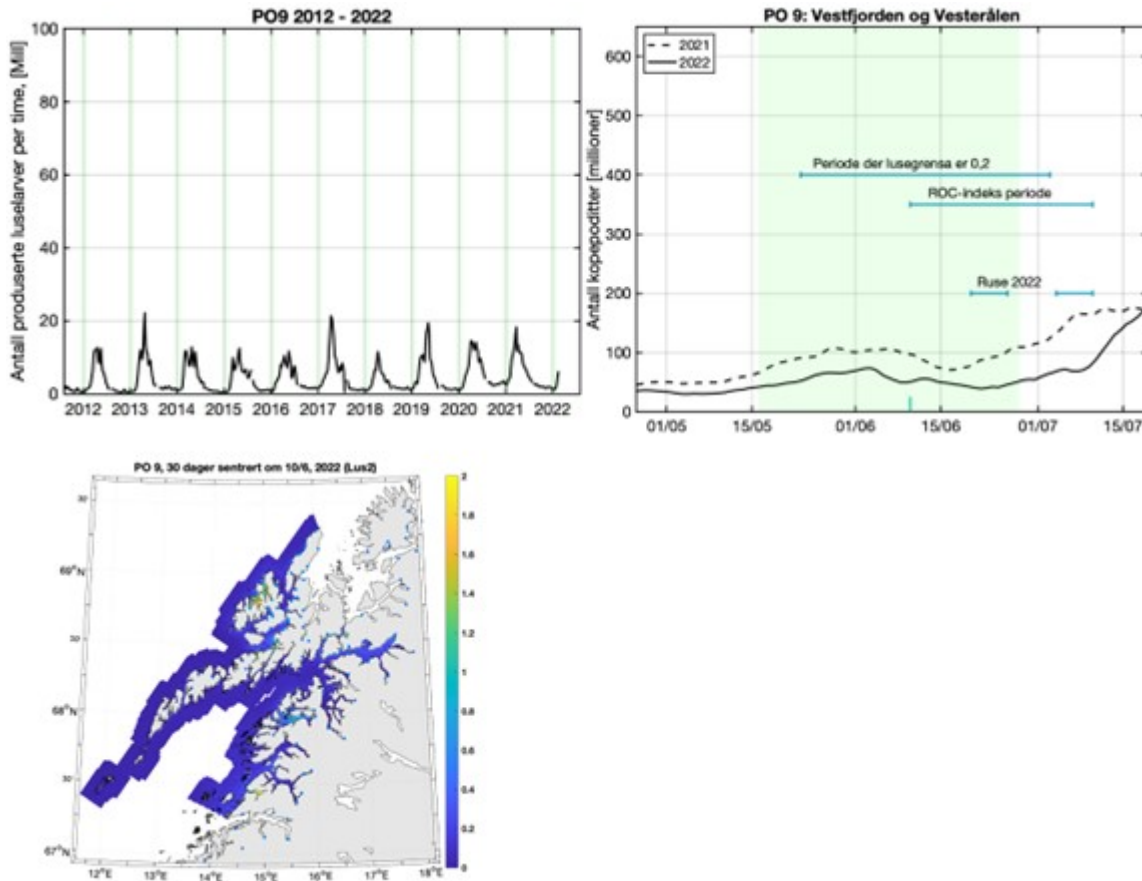 PO9 2012 - 2022
Antall produserte luselarver per time, [Mill]
100
80
60
40
20
0
2012 2013 2014 2015 2016 2017 2018 2019 2020 2021 2022
PO 9: Vestfjorden og Vesterålen
2021
2022
Antall kopepoditter [millioner]
600
500
400
300
200
100
0
Periode der lusegrensa er 0,2
ROC-indeks periode
Ruse 2022
01/05 15/05 01/06 15/06 01/07 15/07
PO 9, 30 dager sentrert om 10/6, 2022 (Lus2)
30'
69°N
30'
68°N
30'
67°N
12°E 13°E 14°E 15°E 16°E 17°E 18°E
2
1.8
1.6
1.4
1.2
1
0.8
0.6
0.4
0.2
0